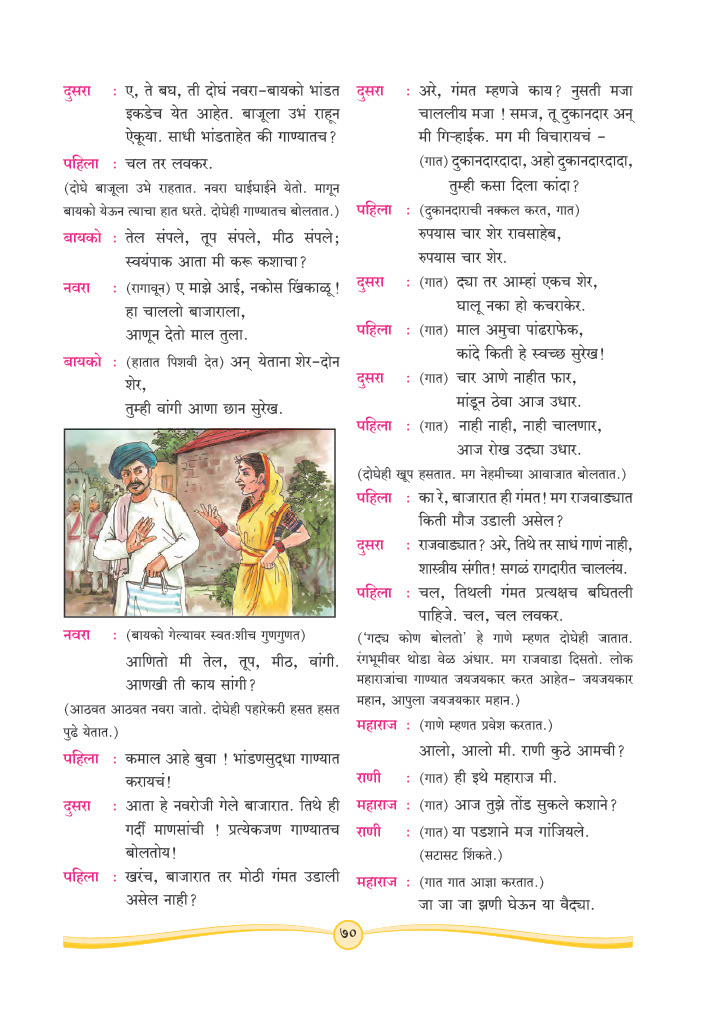 दुसरा : ए, ते बघ, ती दोघं नवरा-बायको भांडत
इकडेच येत आहेत. बाजूला उभं राहून
ऐकूया. साधी भांडताहेत की गाण्यातच?
पहिला : चल तर लवकर.
(दोघे बाजूला उभे राहतात. नवरा घाईघाईने येतो. मागून
बायको येऊन त्याचा हात धरते. दोघेही गाण्यातच बोलतात.)
बायको : तेल संपले, तूप संपले, मीठ संपले;
स्वयंपाक आता मी करू कशाचा?
नवरा : (रागावून) ए माझे आई, नकोस खिंकाळू!
हा चाललो बाजाराला,
आणून देतो माल तुला.
बायको : (हातात पिशवी देत) अन् येताना शेर-दोन
शेर,
तुम्ही वांगी आणा छान सुरेख.
नवरा : (बायको गेल्यावर स्वतःशीच गुणगुणत)
आणितो मी तेल, तूप, मीठ, वांगी.
आणखी ती काय सांगी?
(आठवत आठवत नवरा जातो. दोघेही पहारेकरी हसत हसत
पुढे येतात.)
पहिला : कमाल आहे बुवा ! भांडणसुद्धा गाण्यात
करायचं!
दुसरा : आता हे नवरोजी गेले बाजारात. तिथे ही
गर्दी माणसांची ! प्रत्येकजण गाण्यातच
बोलतोय!
पहिला : खरंच, बाजारात तर मोठी गंमत उडाली
असेल नाही?
दुसरा : अरे, गंमत म्हणजे काय? नुसती मजा
चाललीय मजा ! समज, तू दुकानदार अन्
मी गिऱ्हाईक. मग मी विचारायचं -
(गात) दुकानदारदादा, अहो दुकानदारदादा,
तुम्ही कसा दिला कांदा?
पहिला : (दुकानदाराची नक्कल करत, गात)
रुपयास चार शेर रावसाहेब,
रुपयास चार शेर.
दुसरा : (गात) द्या तर आम्हां एकच शेर,
घालू नका हो कचराकेर.
पहिला : (गात) माल अमुचा पांढराफेक,
कांदे किती हे स्वच्छ सुरेख!
दुसरा : (गात) चार आणे नाहीत फार,
मांडून ठेवा आज उधार.
पहिला : (गात) नाही नाही, नाही चालणार,
आज रोख उद्या उधार.
(दोघेही खूप हसतात. मग नेहमीच्या आवाजात बोलतात.)
पहिला : का रे, बाजारात ही गंमत! मग राजवाड्यात
किती मौज उडाली असेल?
दुसरा : राजवाड्यात? अरे, तिथे तर साधं गाणं नाही,
शास्त्रीय संगीत! सगळं रागदारीत चाललंय.
पहिला : चल, तिथली गंमत प्रत्यक्षच बघितली
पाहिजे. चल, चल लवकर.
('गद्य कोण बोलतो' हे गाणे म्हणत दोघेही जातात.
रंगभूमीवर थोडा वेळ अंधार. मग राजवाडा दिसतो. लोक
महाराजांचा गाण्यात जयजयकार करत आहेत- जयजयकार
महान, आपुला जयजयकार महान.)
महाराज : (गाणे म्हणत प्रवेश करतात.)
आलो, आलो मी. राणी कुठे आमची?
राणी : (गात) ही इथे महाराज मी.
महाराज : (गात) आज तुझे तोंड सुकले कशाने?
राणी : (गात) या पडशाने मज गांजियले.
(सटासट शिंकते.)
महाराज : (गात गात आज्ञा करतात.)
जा जा जा झणी घेऊन या वैद्या.
७०